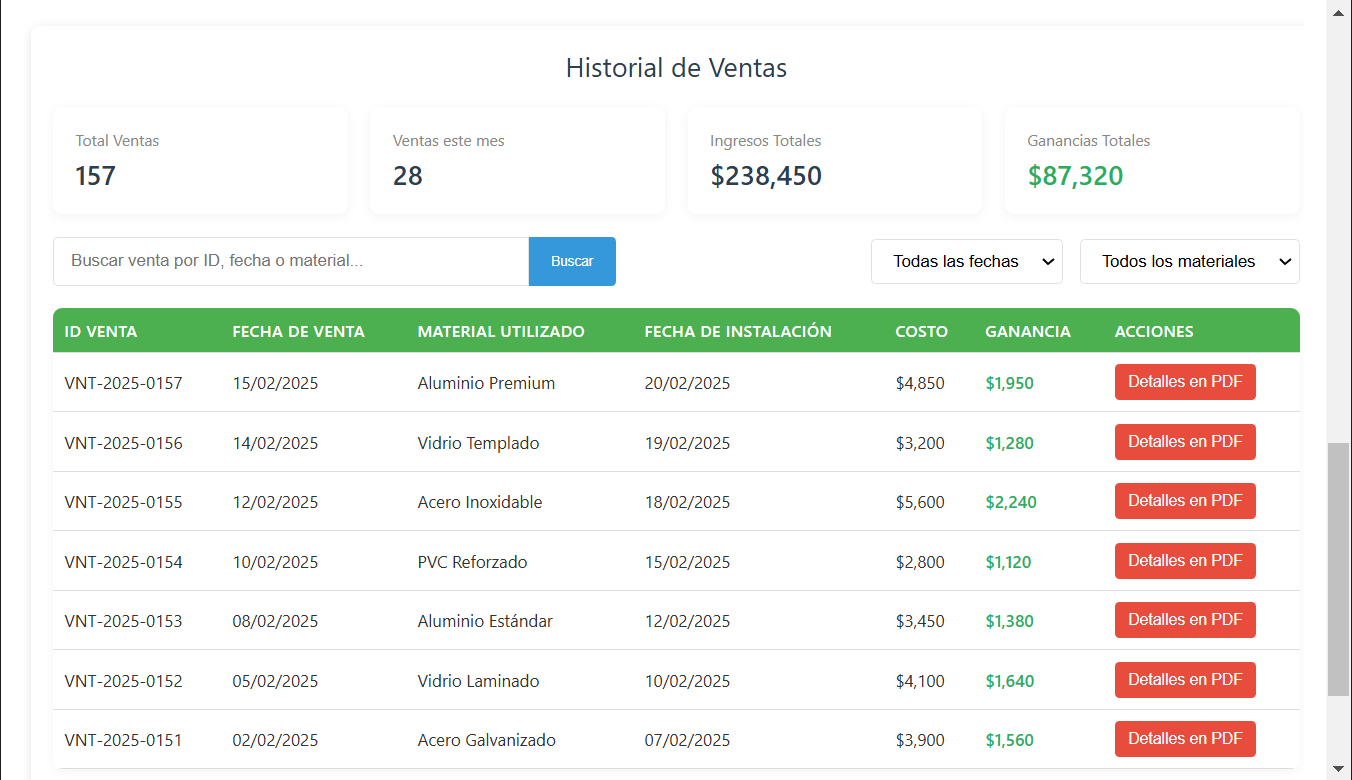 Historial de Ventas
Total Ventas
157
Ventas este mes
28
Ingresos Totales
$238,450
Ganancias Totales
$87,320
Buscar venta por ID, fecha o material...
Buscar
Todas las fechas
Todos los materiales
ID VENTA FECHA DE VENTA MATERIAL UTILIZADO FECHA DE INSTALACIÓN COSTO GANANCIA ACCIONES
VNT-2025-0157 15/02/2025 Aluminio Premium 20/02/2025 $4,850 $1,950 Detalles en PDF
VNT-2025-0156 14/02/2025 Vidrio Templado 19/02/2025 $3,200 $1,280 Detalles en PDF
VNT-2025-0155 12/02/2025 Acero Inoxidable 18/02/2025 $5,600 $2,240 Detalles en PDF
VNT-2025-0154 10/02/2025 PVC Reforzado 15/02/2025 $2,800 $1,120 Detalles en PDF
VNT-2025-0153 08/02/2025 Aluminio Estándar 12/02/2025 $3,450 $1,380 Detalles en PDF
VNT-2025-0152 05/02/2025 Vidrio Laminado 10/02/2025 $4,100 $1,640 Detalles en PDF
VNT-2025-0151 02/02/2025 Acero Galvanizado 07/02/2025 $3,900 $1,560 Detalles en PDF